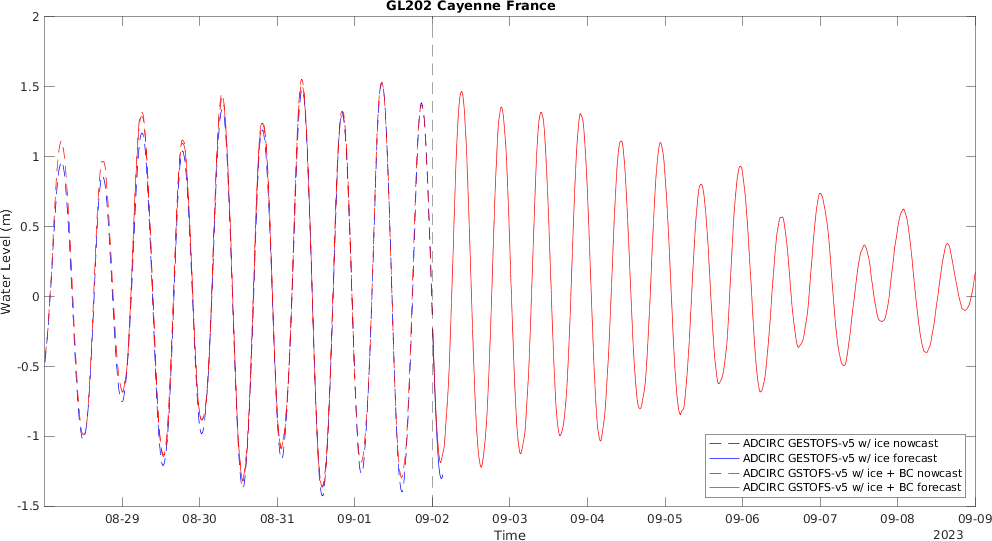 GL202 Cayenne France
2
1.5
1
0.5
0
-0.5
-1
-1.5
Water Level (m)
ADCIRC GESTOFS-v5 w/ ice nowcast
ADCIRC GESTOFS-v5 w/ ice forecast
ADCIRC GSTOFS-v5 w/ ice + BC nowcast
ADCIRC GSTOFS-v5 w/ ice + BC forecast
08-29 08-30 08-31 09-01 09-02 09-03 09-04 09-05 09-06 09-07 09-08 09-09
Time
2023